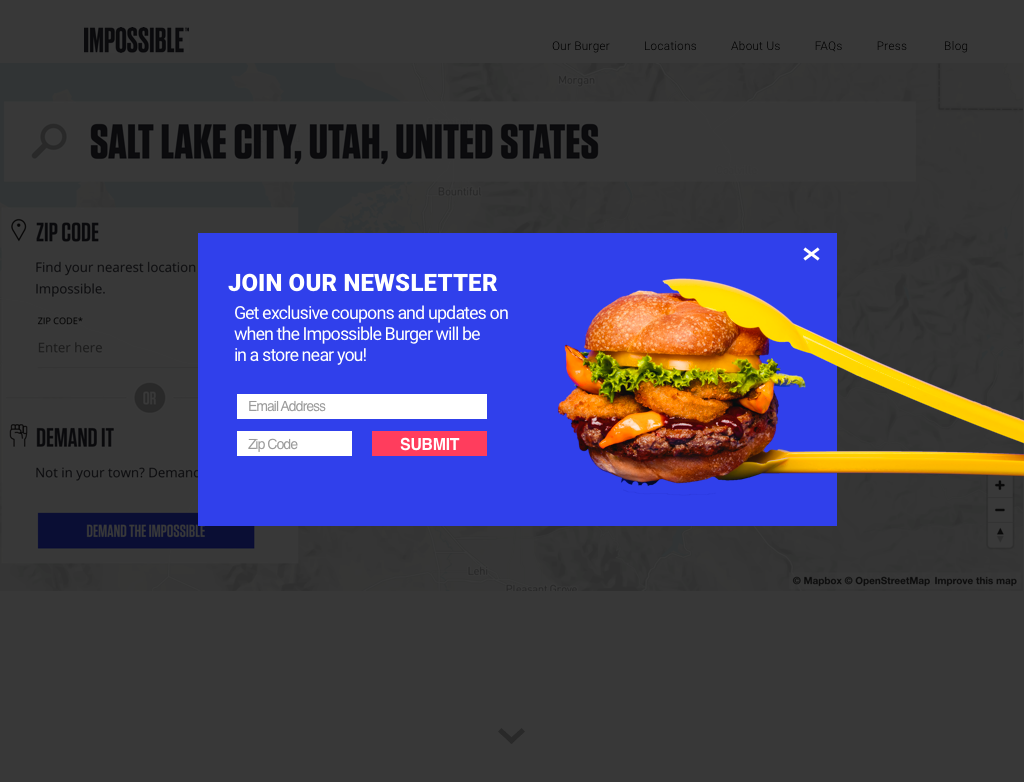 IMPOSSIBLE™
Our Burger Locations About Us FAQs Press Blog
Morgan
SALT LAKE CITY, UTAH, UNITED STATES
Bountiful
ZIP CODE
Find your nearest location
Impossible.
ZIP CODE*
Enter here
OR
DEMAND IT
Not in your town? Demand
DEMAND THE IMPOSSIBLE
JOIN OUR NEWSLETTER
Get exclusive coupons and updates on
when the Impossible Burger will be
in a store near you!
Email Address
Zip Code
SUBMIT
Lehi
Pleasant Grove
© Mapbox © OpenStreetMap Improve this map